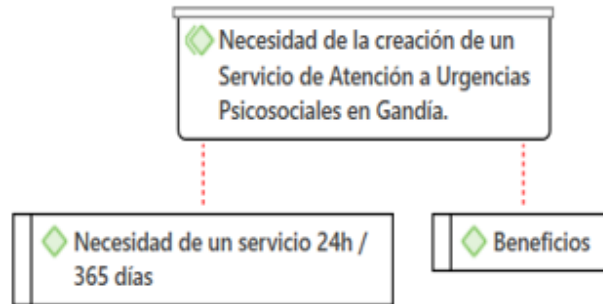 Necesidad de la creación de un
Servicio de Atención a Urgencias
Psicosociales en Gandía.
Necesidad de un servicio 24h /
365 días
Beneficios